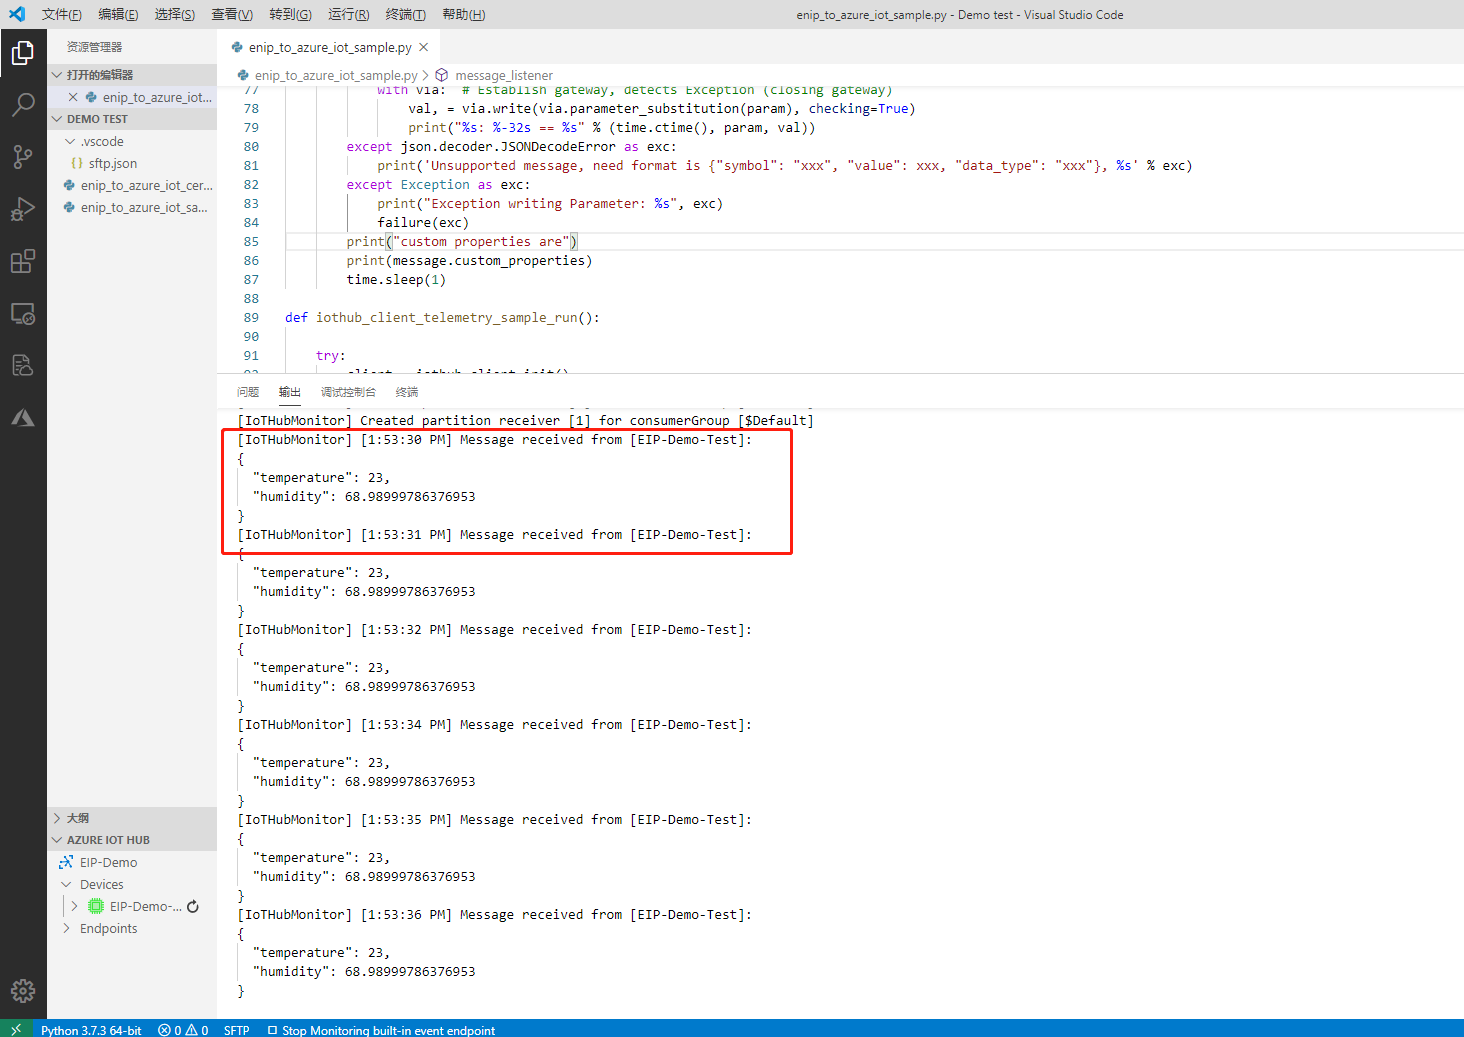 文件(F) 编辑(E) 选择(S) 查看(V) 转到(G) 运行(R) 终端(T) 帮助(H) enip_to_azure_iot_sample.py - Demo test - Visual Studio Code
资源管理器
打开的编辑器
enip_to_azure_iot...
DEMO TEST
.vscode
{} sftp.json
enip_to_azure_iot_cer...
enip_to_azure_iot_sa...
大纲
AZURE IOT HUB
EIP-Demo
Devices
EIP-Demo-...
Endpoints
enip_to_azure_iot_sample.py
enip_to_azure_iot_sample.py > message_listener
77 with via: # Establish gateway, detects Exception (closing gateway)
78 val, = via.write(via.parameter_substitution(param), checking=True)
79 print("%s: %-32s == %s" % (time.ctime(), param, val))
80 except json.decoder.JSONDecodeError as exc:
81 print('Unsupported message, need format is {"symbol": "xxx", "value": xxx, "data_type": "xxx"}, %s' % exc)
82 except Exception as exc:
83 print("Exception writing Parameter: %s", exc)
84 failure(exc)
85 print("custom properties are")
86 print(message.custom_properties)
87 time.sleep(1)
88
89 def iothub_client_telemetry_sample_run():
90
91 try:
92 client = iothub_client_init()
问题 输出 调试控制台 终端
[IoTHubMonitor] Created partition receiver [1] for consumerGroup [$Default]
[IoTHubMonitor] [1:53:30 PM] Message received from [EIP-Demo-Test]:
{
"temperature": 23,
"humidity": 68.98999786376953
}
[IoTHubMonitor] [1:53:31 PM] Message received from [EIP-Demo-Test]:
{
"temperature": 23,
"humidity": 68.98999786376953
}
[IoTHubMonitor] [1:53:32 PM] Message received from [EIP-Demo-Test]:
{
"temperature": 23,
"humidity": 68.98999786376953
}
[IoTHubMonitor] [1:53:34 PM] Message received from [EIP-Demo-Test]:
{
"temperature": 23,
"humidity": 68.98999786376953
}
[IoTHubMonitor] [1:53:35 PM] Message received from [EIP-Demo-Test]:
{
"temperature": 23,
"humidity": 68.98999786376953
}
[IoTHubMonitor] [1:53:36 PM] Message received from [EIP-Demo-Test]:
{
"temperature": 23,
"humidity": 68.98999786376953
}
Python 3.7.3 64-bit 0 0 SFTP Stop Monitoring built-in event endpoint